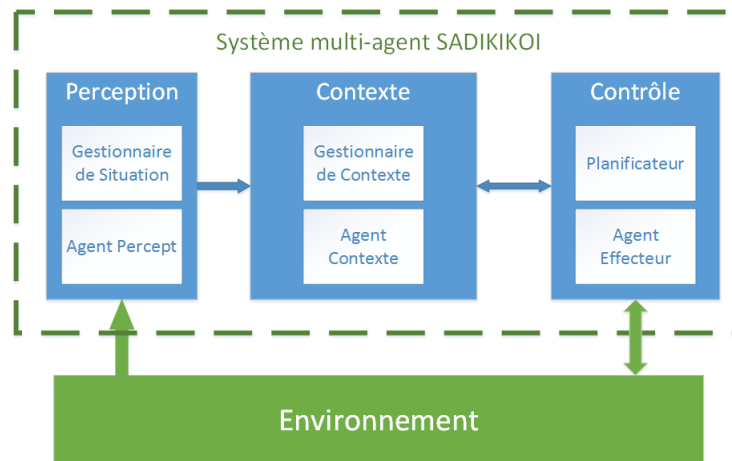 Système multi-agent SADIKIKOI
Perception
Gestionnaire
de Situation
Agent Percept
Contexte
Gestionnaire
de Contexte
Agent
Contexte
Contrôle
Planificateur
Agent
Effecteur
Environnement